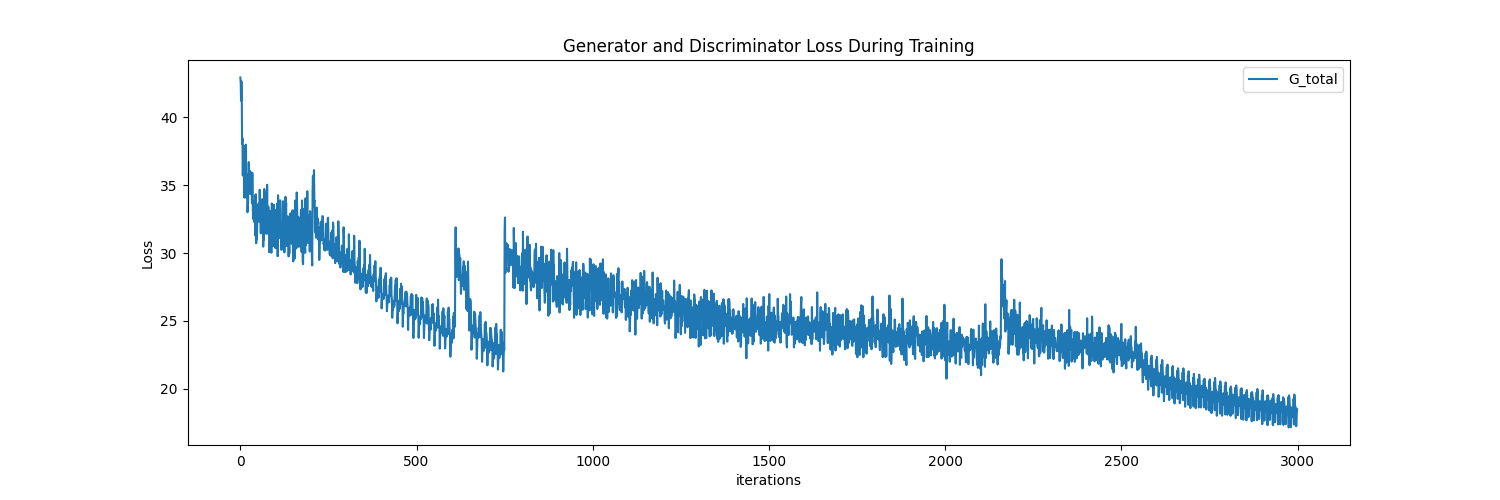 Generator and Discriminator Loss During Training
G_total
Loss
40
35
30
25
20
0 500 1000 1500 2000 2500 3000
iterations